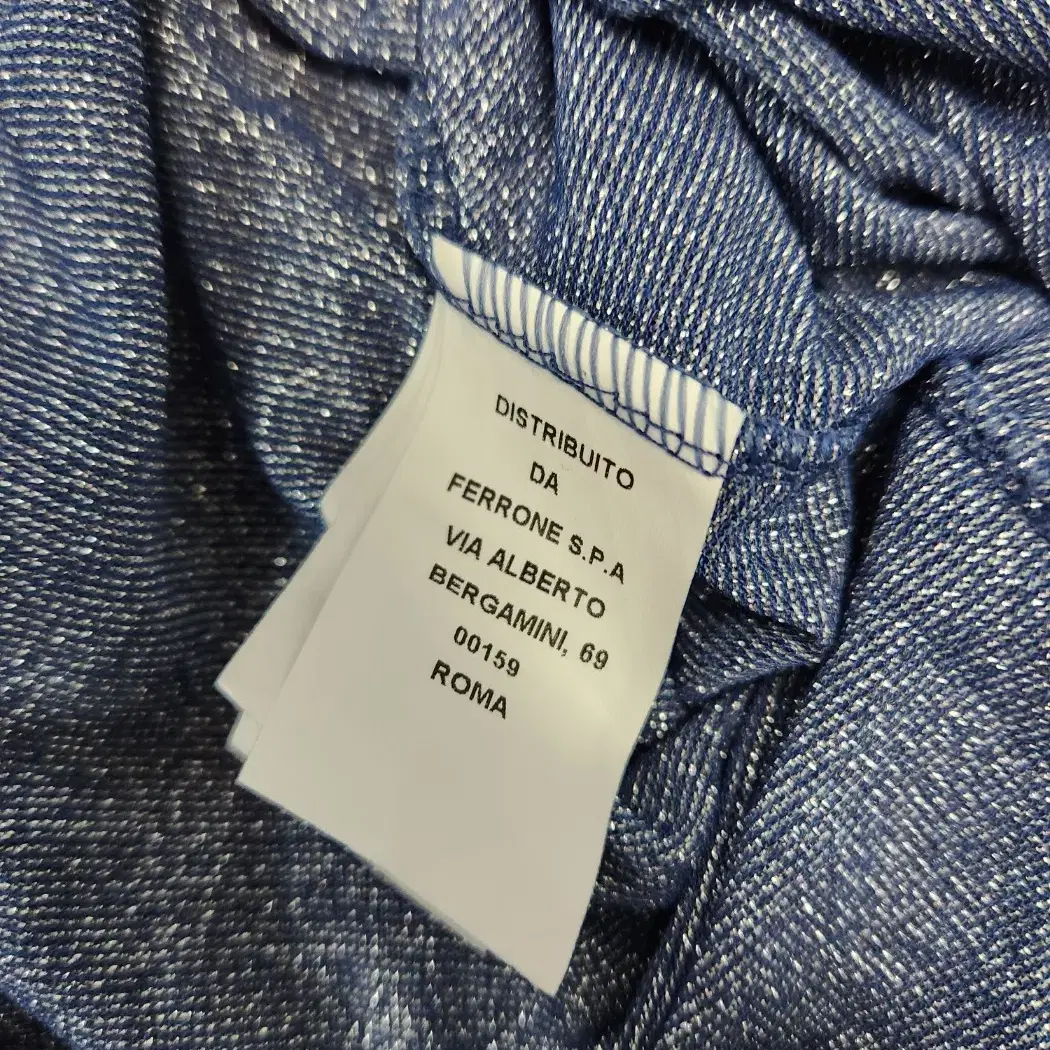 DISTRIBUITO
DA
FERRONE S.P.A
VIA ALBERTO
BERGAMINI, 69
00159
ROMA